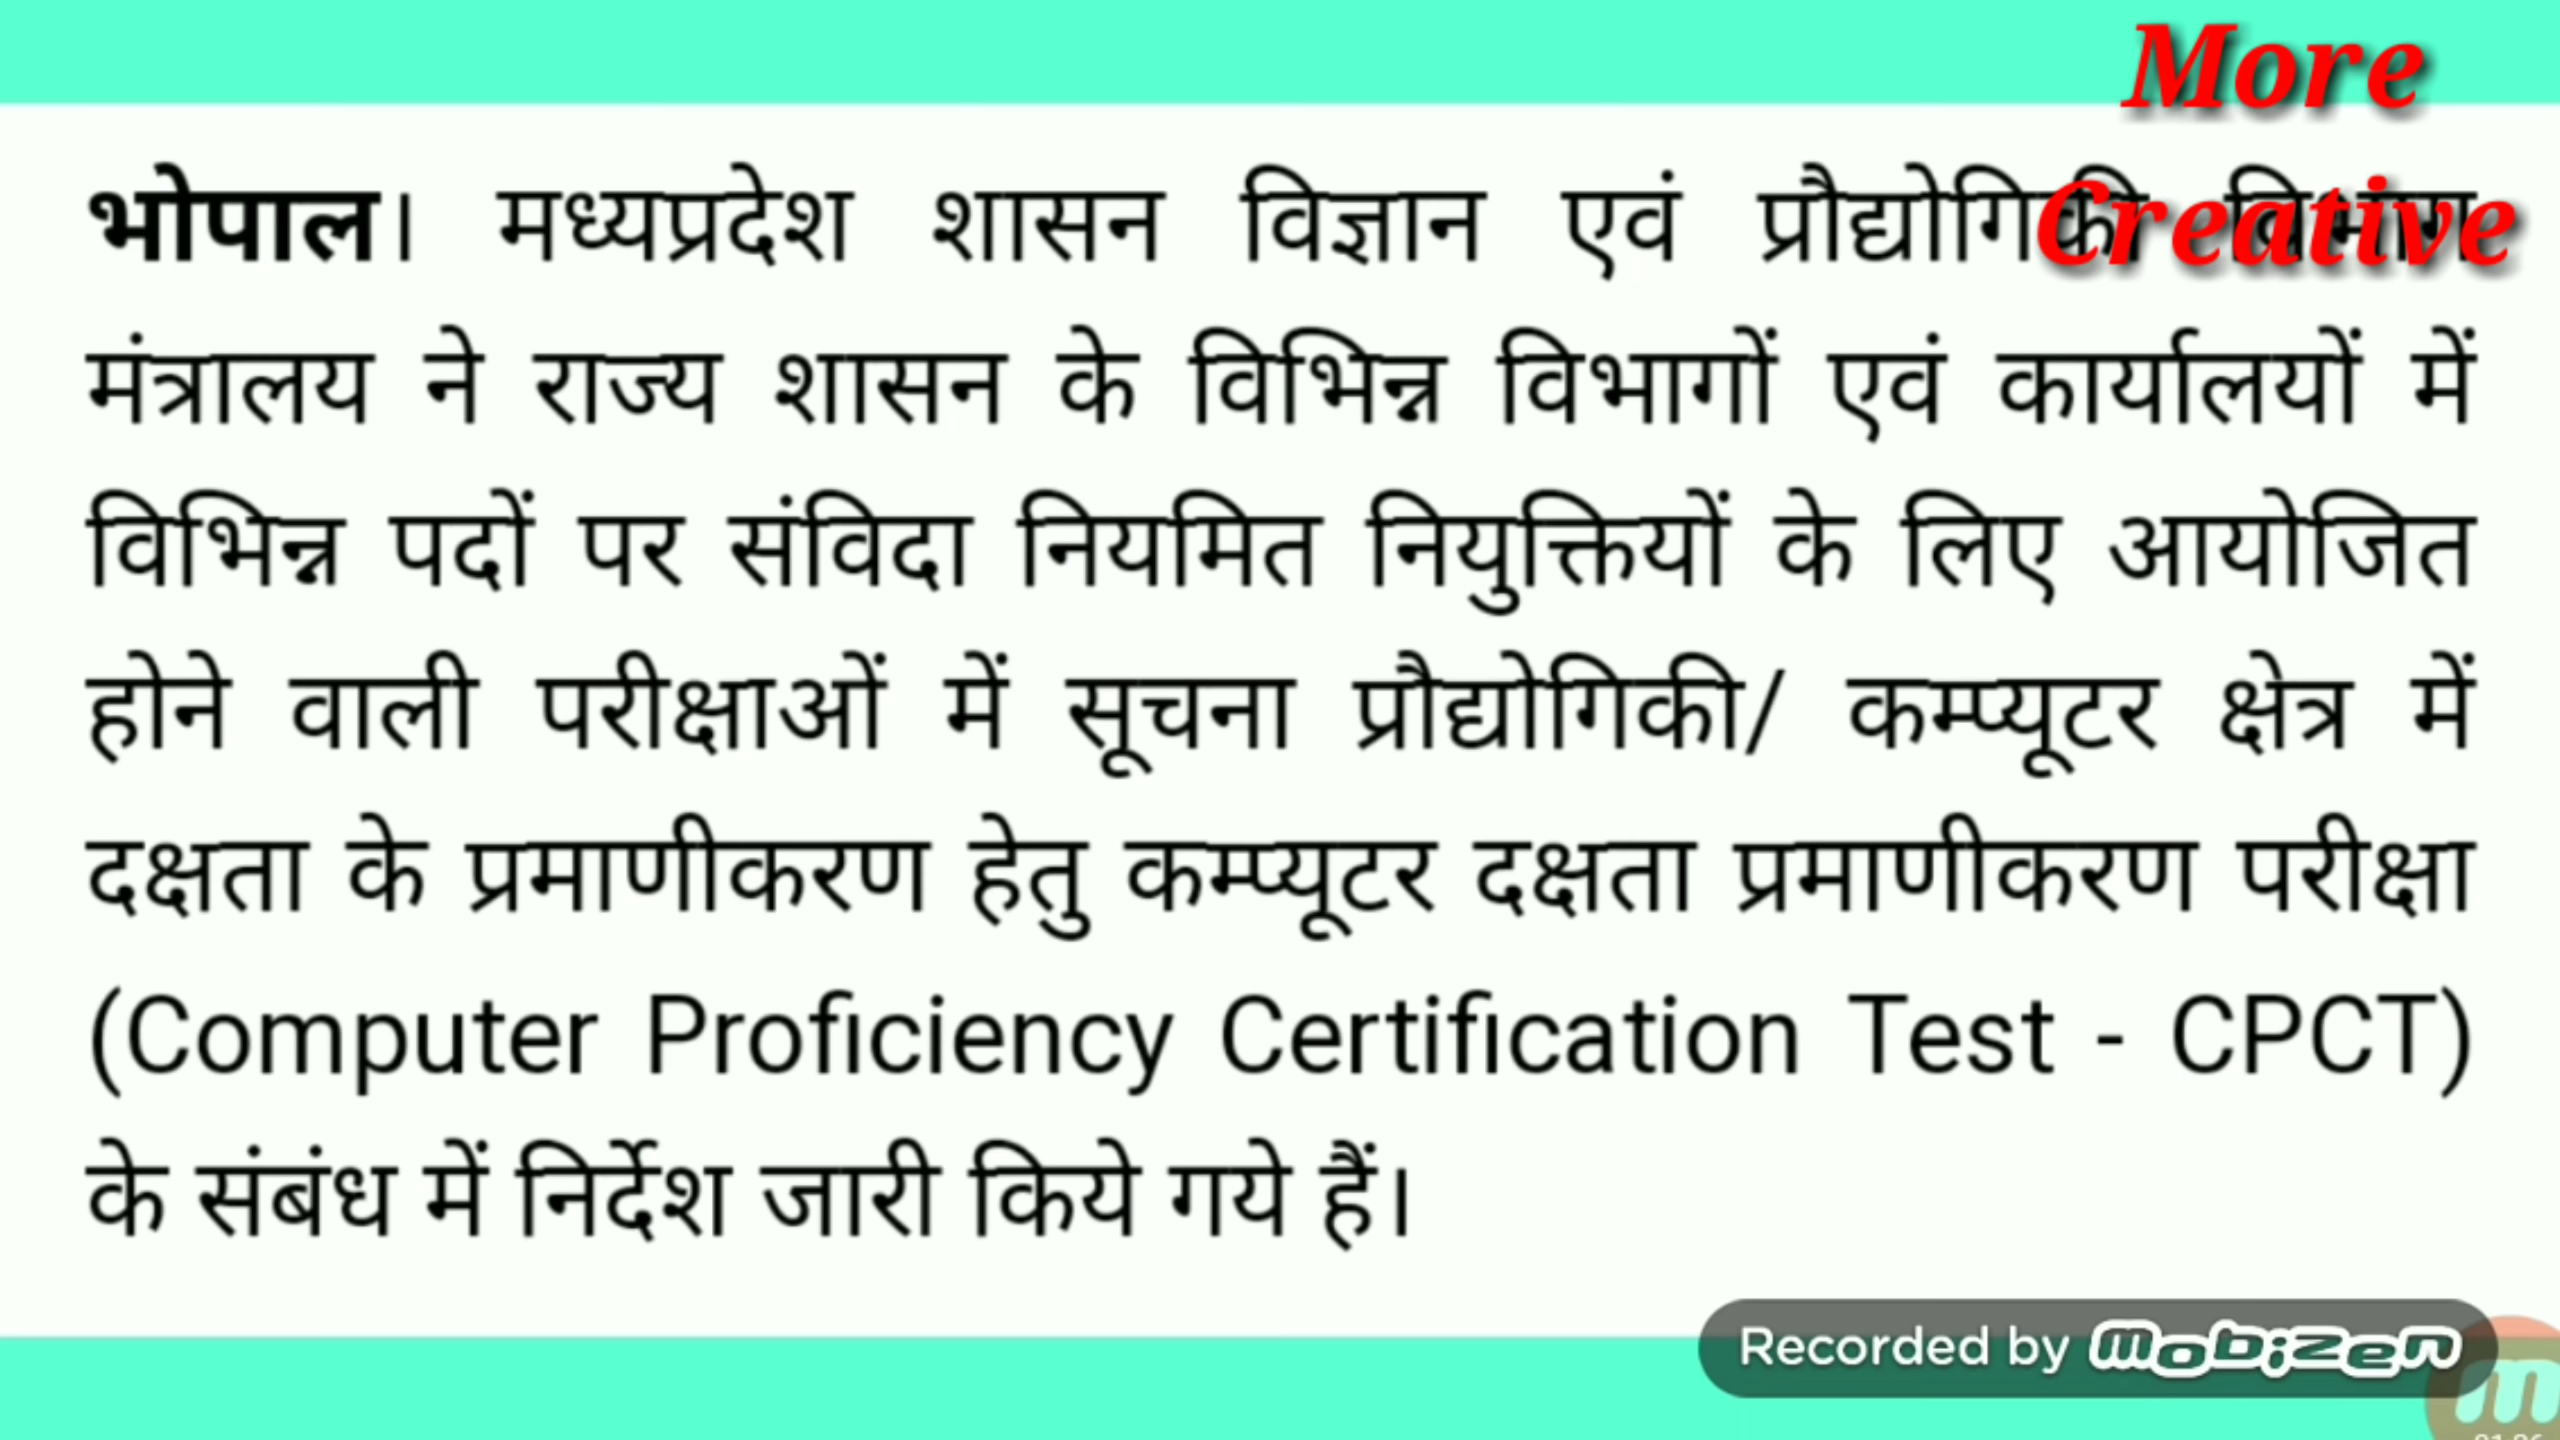 More
Creative
भोपाल। मध्यप्रदेश शासन विज्ञान एवं प्रौद्योगिकी विभाग
मंत्रालय ने राज्य शासन के विभिन्न विभागों एवं कार्यालयों में
विभिन्न पदों पर संविदा नियमित नियुक्तियों के लिए आयोजित
होने वाली परीक्षाओं में सूचना प्रौद्योगिकी/ कम्प्यूटर क्षेत्र में
दक्षता के प्रमाणीकरण हेतु कम्प्यूटर दक्षता प्रमाणीकरण परीक्षा
(Computer Proficiency Certification Test - CPCT)
के संबंध में निर्देश जारी किये गये हैं।
Recorded by mobizen